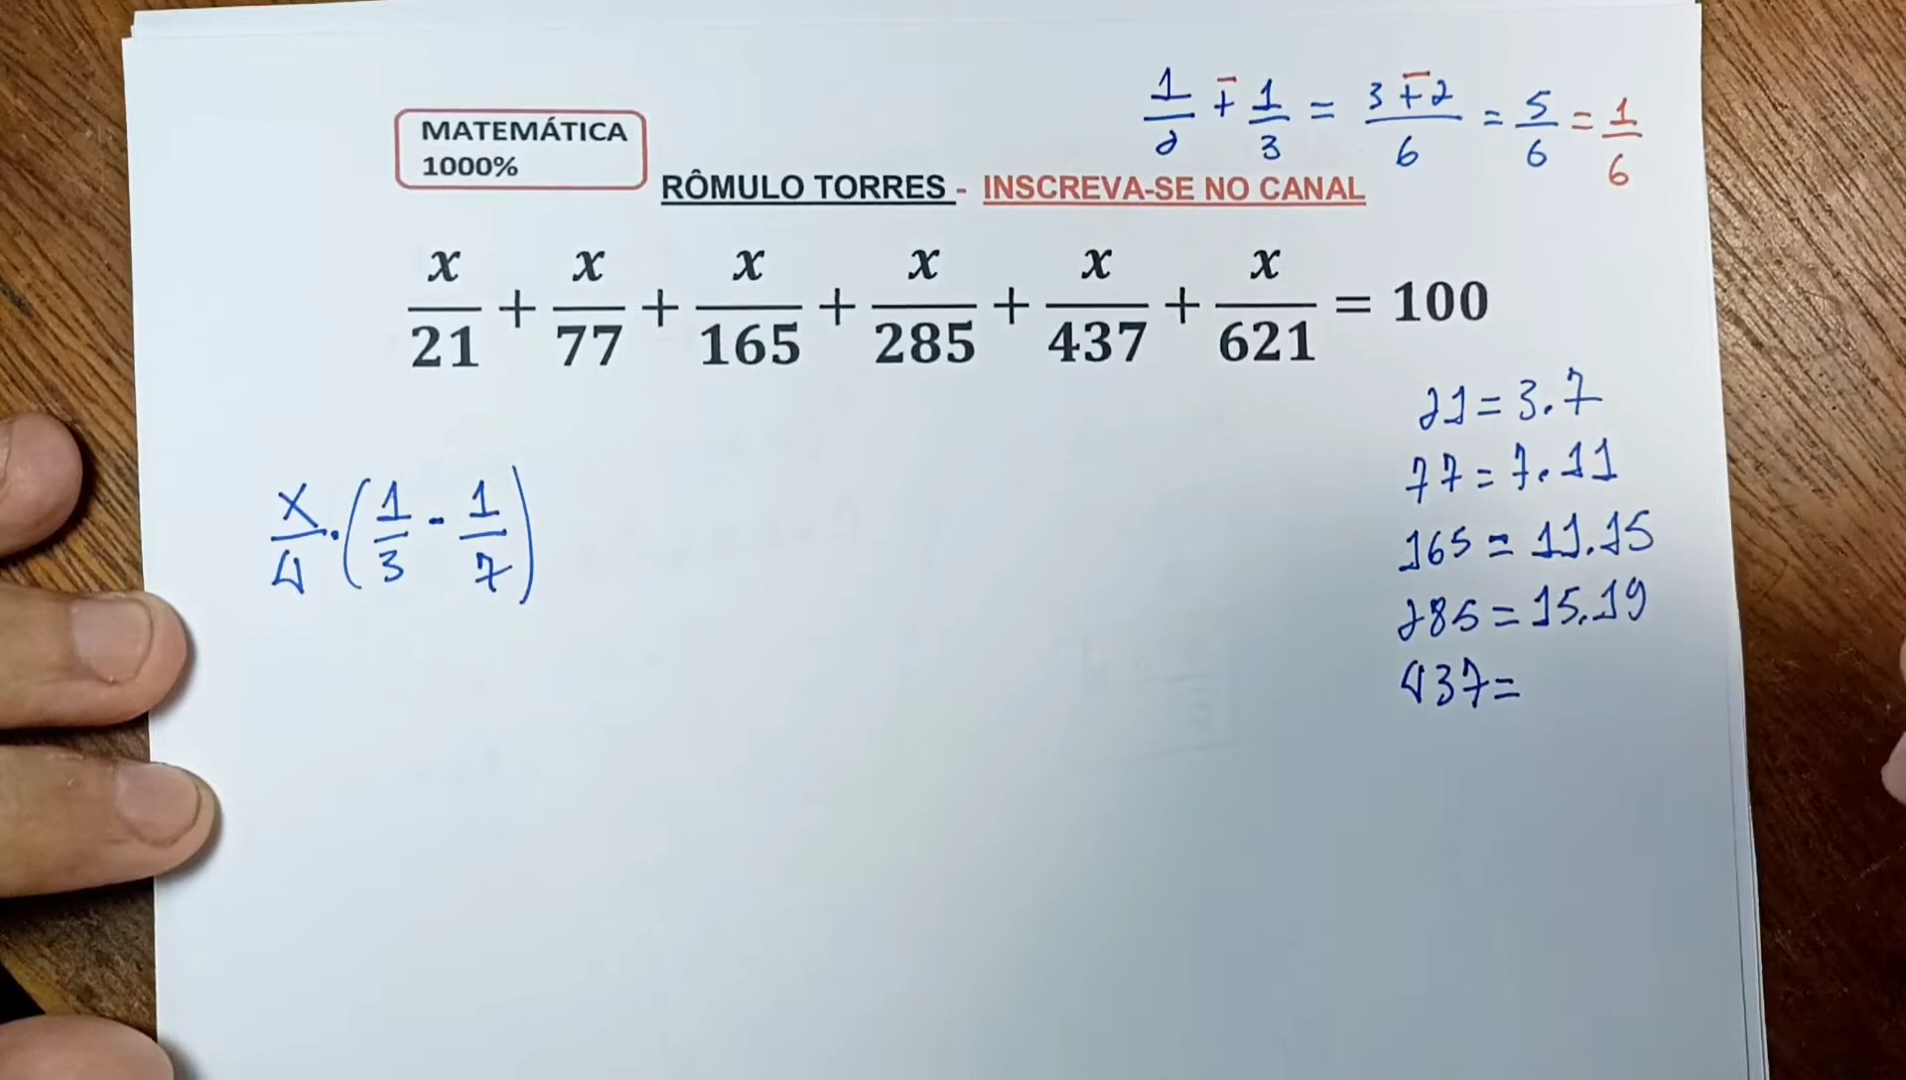 1/2 ∓ 1/3 = 3∓2/6 = 5/6 = 1/6
MATEMÁTICA
1000%
RÔMULO TORRES - INSCREVA-SE NO CANAL
x/21 + x/77 + x/165 + x/285 + x/437 + x/621 = 100
21 = 3.7
77 = 7.11
x/4 . (1/3 - 1/7)
165 = 11.15
285 = 15.19
437 =